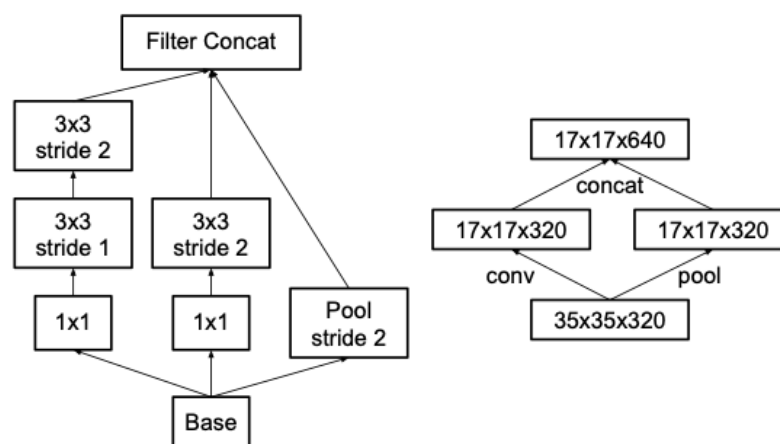 Filter Concat
3x3
stride 2
3x3
stride 1
3x3
stride 2
1x1
1x1
Pool
stride 2
Base
17x17x640
concat
17x17x320
17x17x320
conv
pool
35x35x320